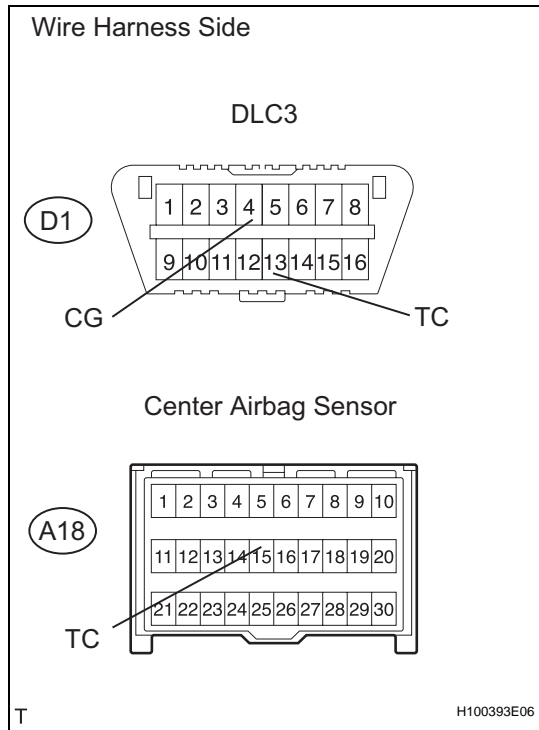 Wire Harness Side
DLC3
D1
1 2 3 4 5 6 7 8
9 10 11 12 13 14 15 16
CG
TC
Center Airbag Sensor
A18
1 2 3 4 5 6 7 8 9 10
11 12 13 14 15 16 17 18 19 20
21 22 23 24 25 26 27 28 29 30
TC
T
H100393E06